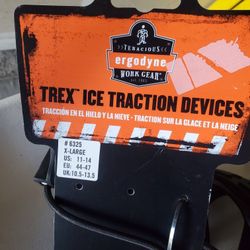 TENACIOUS
ergodyne
WORK GEAR
TREX™ ICE TRACTION DEVICES
TRACCIÓN EN EL HIELO Y LA NIEVE • TRACTION SUR LA GLACE ET LA NEIGE
# 6325
X-LARGE
US: 11-14
EU: 44-47
UK: 10.5-13.5